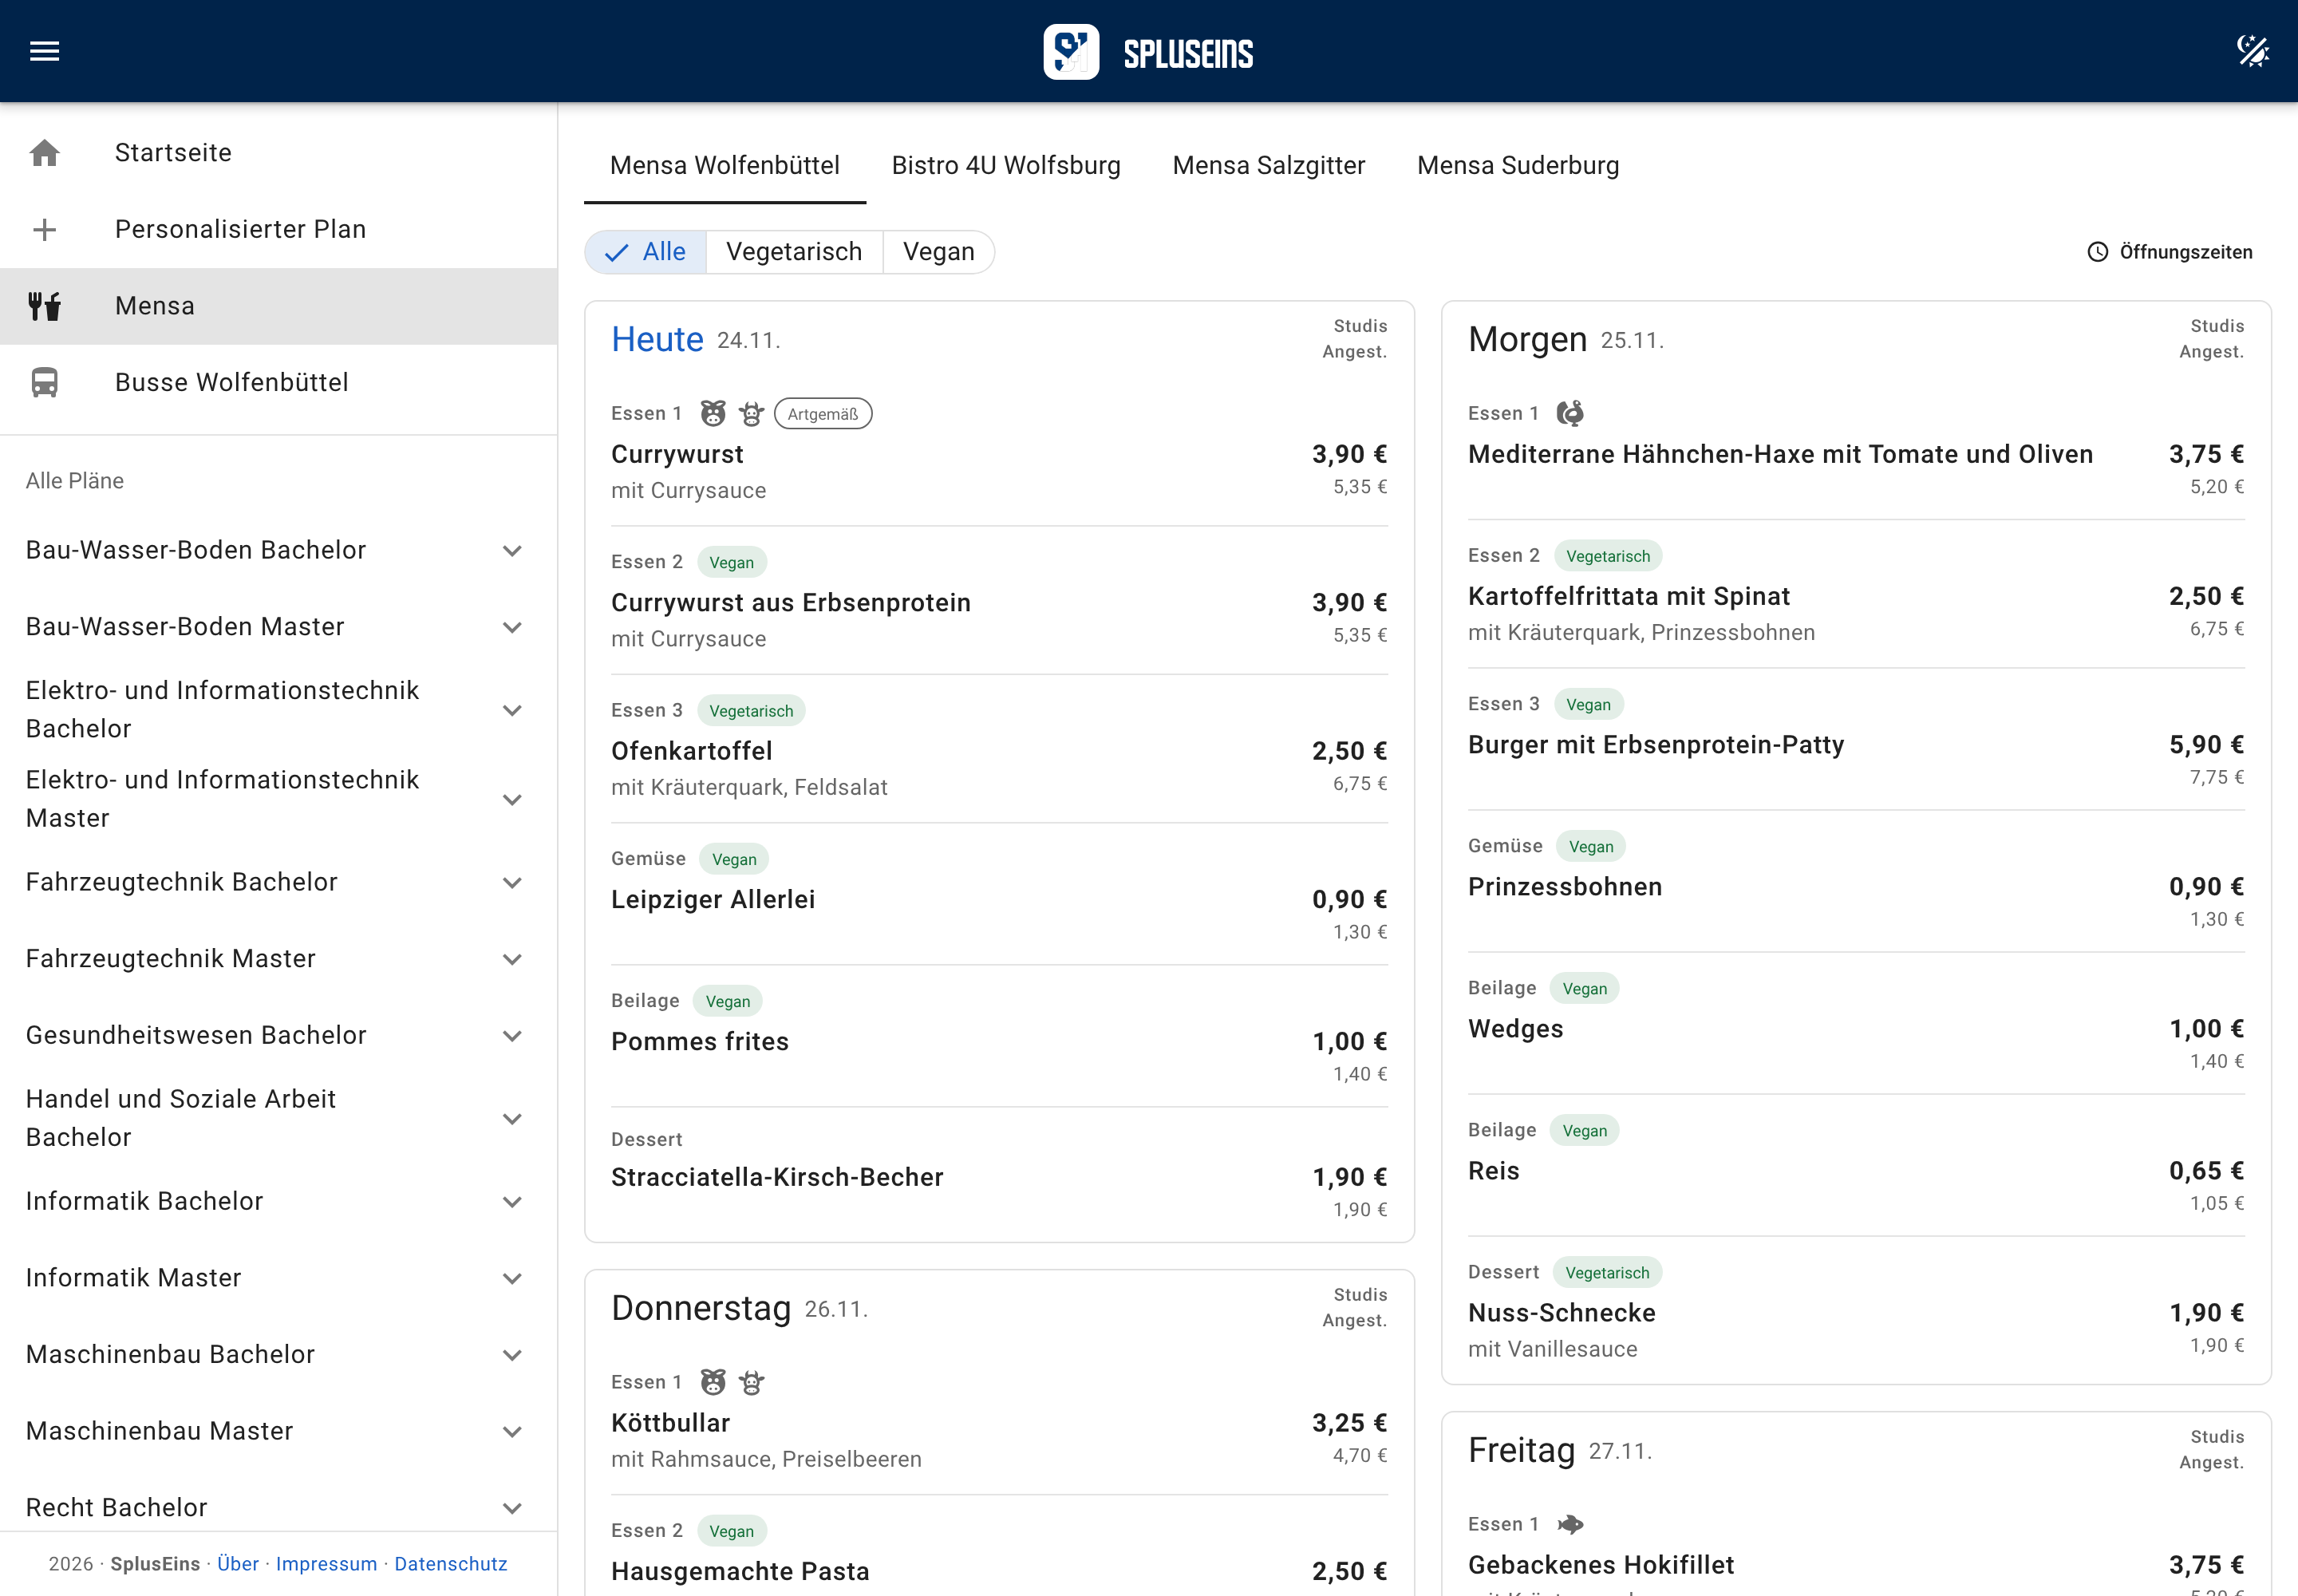 SPLUSEINS
Startseite
Personalisierter Plan
Mensa
Busse Wolfenbüttel
Alle Pläne
Bau-Wasser-Boden Bachelor
Bau-Wasser-Boden Master
Elektro- und Informationstechnik
Bachelor
Elektro- und Informationstechnik
Master
Fahrzeugtechnik Bachelor
Fahrzeugtechnik Master
Gesundheitswesen Bachelor
Handel und Soziale Arbeit
Bachelor
Informatik Bachelor
Informatik Master
Maschinenbau Bachelor
Maschinenbau Master
Recht Bachelor
2026 · SplusEins · Über · Impressum · Datenschutz
Mensa Wolfenbüttel Bistro 4U Wolfsburg Mensa Salzgitter Mensa Suderburg
Alle Vegetarisch Vegan
Öffnungszeiten
Heute 24.11.
Studis
Angest.
Essen 1 Artgemäß
Currywurst 3,90 €
mit Currysauce 5,35 €
Essen 2 Vegan
Currywurst aus Erbsenprotein 3,90 €
mit Currysauce 5,35 €
Essen 3 Vegetarisch
Ofenkartoffel 2,50 €
mit Kräuterquark, Feldsalat 6,75 €
Gemüse Vegan
Leipziger Allerlei 0,90 €
1,30 €
Beilage Vegan
Pommes frites 1,00 €
1,40 €
Dessert
Stracciatella-Kirsch-Becher 1,90 €
1,90 €
Donnerstag 26.11.
Studis
Angest.
Essen 1
Köttbullar 3,25 €
mit Rahmsauce, Preiselbeeren 4,70 €
Essen 2 Vegan
Hausgemachte Pasta 2,50 €
Morgen 25.11.
Studis
Angest.
Essen 1
Mediterrane Hähnchen-Haxe mit Tomate und Oliven 3,75 €
5,20 €
Essen 2 Vegetarisch
Kartoffelfrittata mit Spinat 2,50 €
mit Kräuterquark, Prinzessbohnen 6,75 €
Essen 3 Vegan
Burger mit Erbsenprotein-Patty 5,90 €
7,75 €
Gemüse Vegan
Prinzessbohnen 0,90 €
1,30 €
Beilage Vegan
Wedges 1,00 €
1,40 €
Beilage Vegan
Reis 0,65 €
1,05 €
Dessert Vegetarisch
Nuss-Schnecke 1,90 €
mit Vanillesauce 1,90 €
Freitag 27.11.
Studis
Angest.
Essen 1
Gebackenes Hokifillet 3,75 €